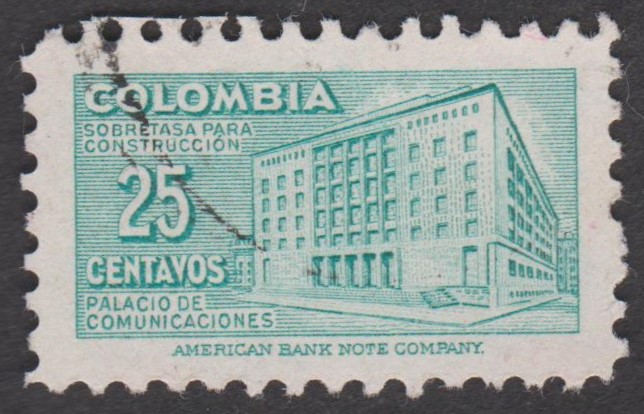 COLOMBIA
SOBRETASA PARA
CONSTRUCCIÓN
25
CENTAVOS
PALACIO DE
COMUNICACIONES
AMERICAN BANK NOTE COMPANY.